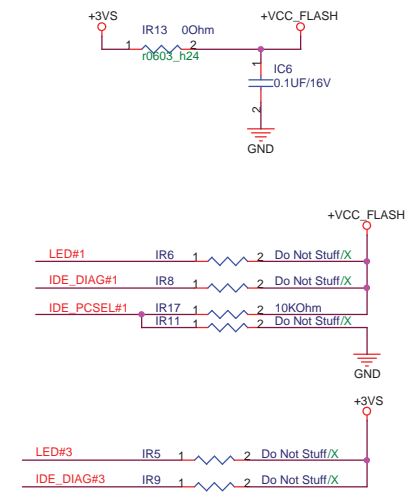 +3VS +VCC_FLASH
IR13 0Ohm
1 2
r0603_h24
1
IC6
0.1UF/16V
2
GND
+VCC_FLASH
LED#1 IR6 1 2 Do Not Stuff/X
IDE_DIAG#1 IR8 1 2 Do Not Stuff/X
IDE_PCSEL#1 IR17 1 2 10KOhm
IR11 1 2 Do Not Stuff/X
GND
+3VS
LED#3 IR5 1 2 Do Not Stuff/X
IDE_DIAG#3 IR9 1 2 Do Not Stuff/X